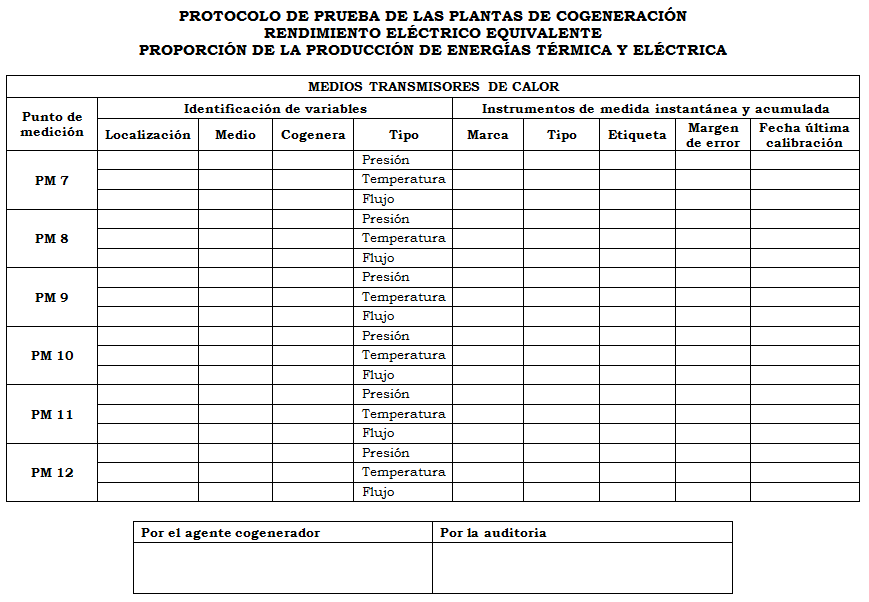 PROTOCOLO DE PRUEBA DE LAS PLANTAS DE COGENERACIÓN
RENDIMIENTO ELÉCTRICO EQUIVALENTE
PROPORCIÓN DE LA PRODUCCIÓN DE ENERGÍAS TÉRMICA Y ELÉCTRICA
MEDIOS TRANSMISORES DE CALOR
Punto de medición
Identificación de variables
Instrumentos de medida instantánea y acumulada
Localización
Medio
Cogenera
Tipo
Marca
Tipo
Etiqueta
Margen de error
Fecha última calibración
PM 7
Presión
Temperatura
Flujo
PM 8
Presión
Temperatura
Flujo
PM 9
Presión
Temperatura
Flujo
PM 10
Presión
Temperatura
Flujo
PM 11
Presión
Temperatura
Flujo
PM 12
Presión
Temperatura
Flujo
Por el agente cogenerador
Por la auditoria